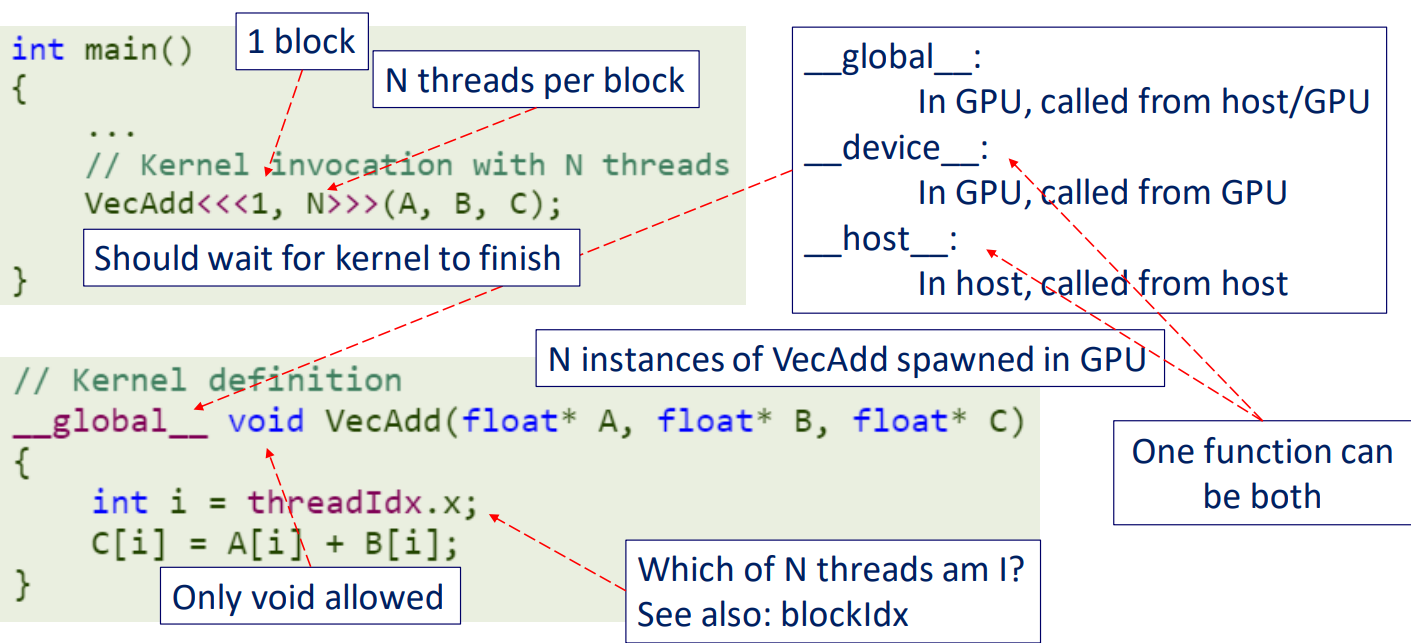 int main()
{
...
// Kernel invocation with N threads
VecAdd<<<1, N>>>(A, B, C);
}
1 block
N threads per block
Should wait for kernel to finish
__global__:
In GPU, called from host/GPU
__device__:
In GPU, called from GPU
__host__:
In host, called from host
N instances of VecAdd spawned in GPU
One function can
be both
// Kernel definition
__global__ void VecAdd(float* A, float* B, float* C)
{
int i = threadIdx.x;
C[i] = A[i] + B[i];
}
Only void allowed
Which of N threads am I?
See also: blockIdx